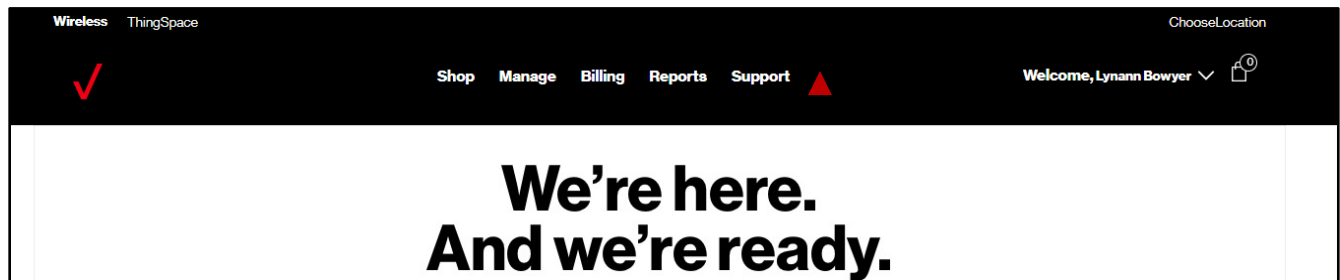 Wireless ThingSpace ChooseLocation
Shop Manage Billing Reports Support Welcome, Lynann Bowyer 0
We're here.
And we're ready.